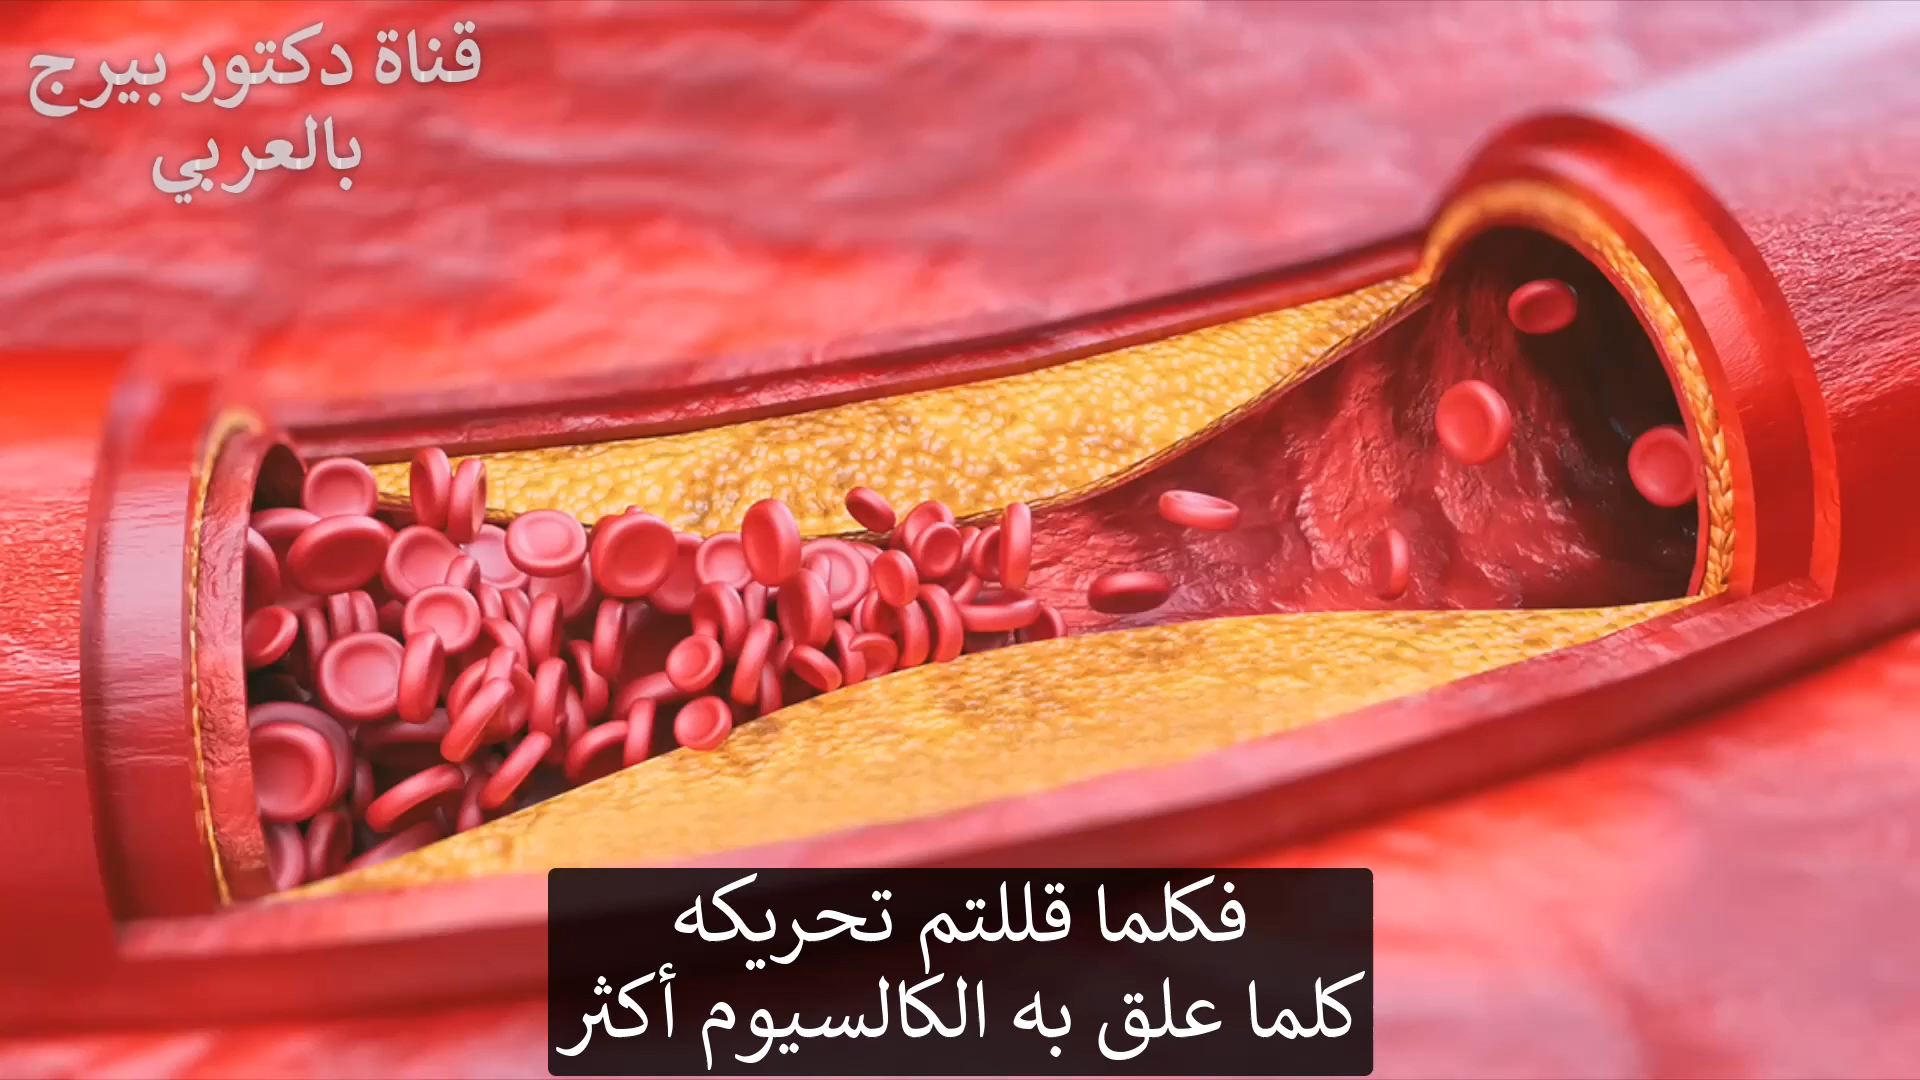 قناة دكتور بيرج
بالعربي
فكلما قللتم تحريكه
كلما علق به الكالسيوم أكثر